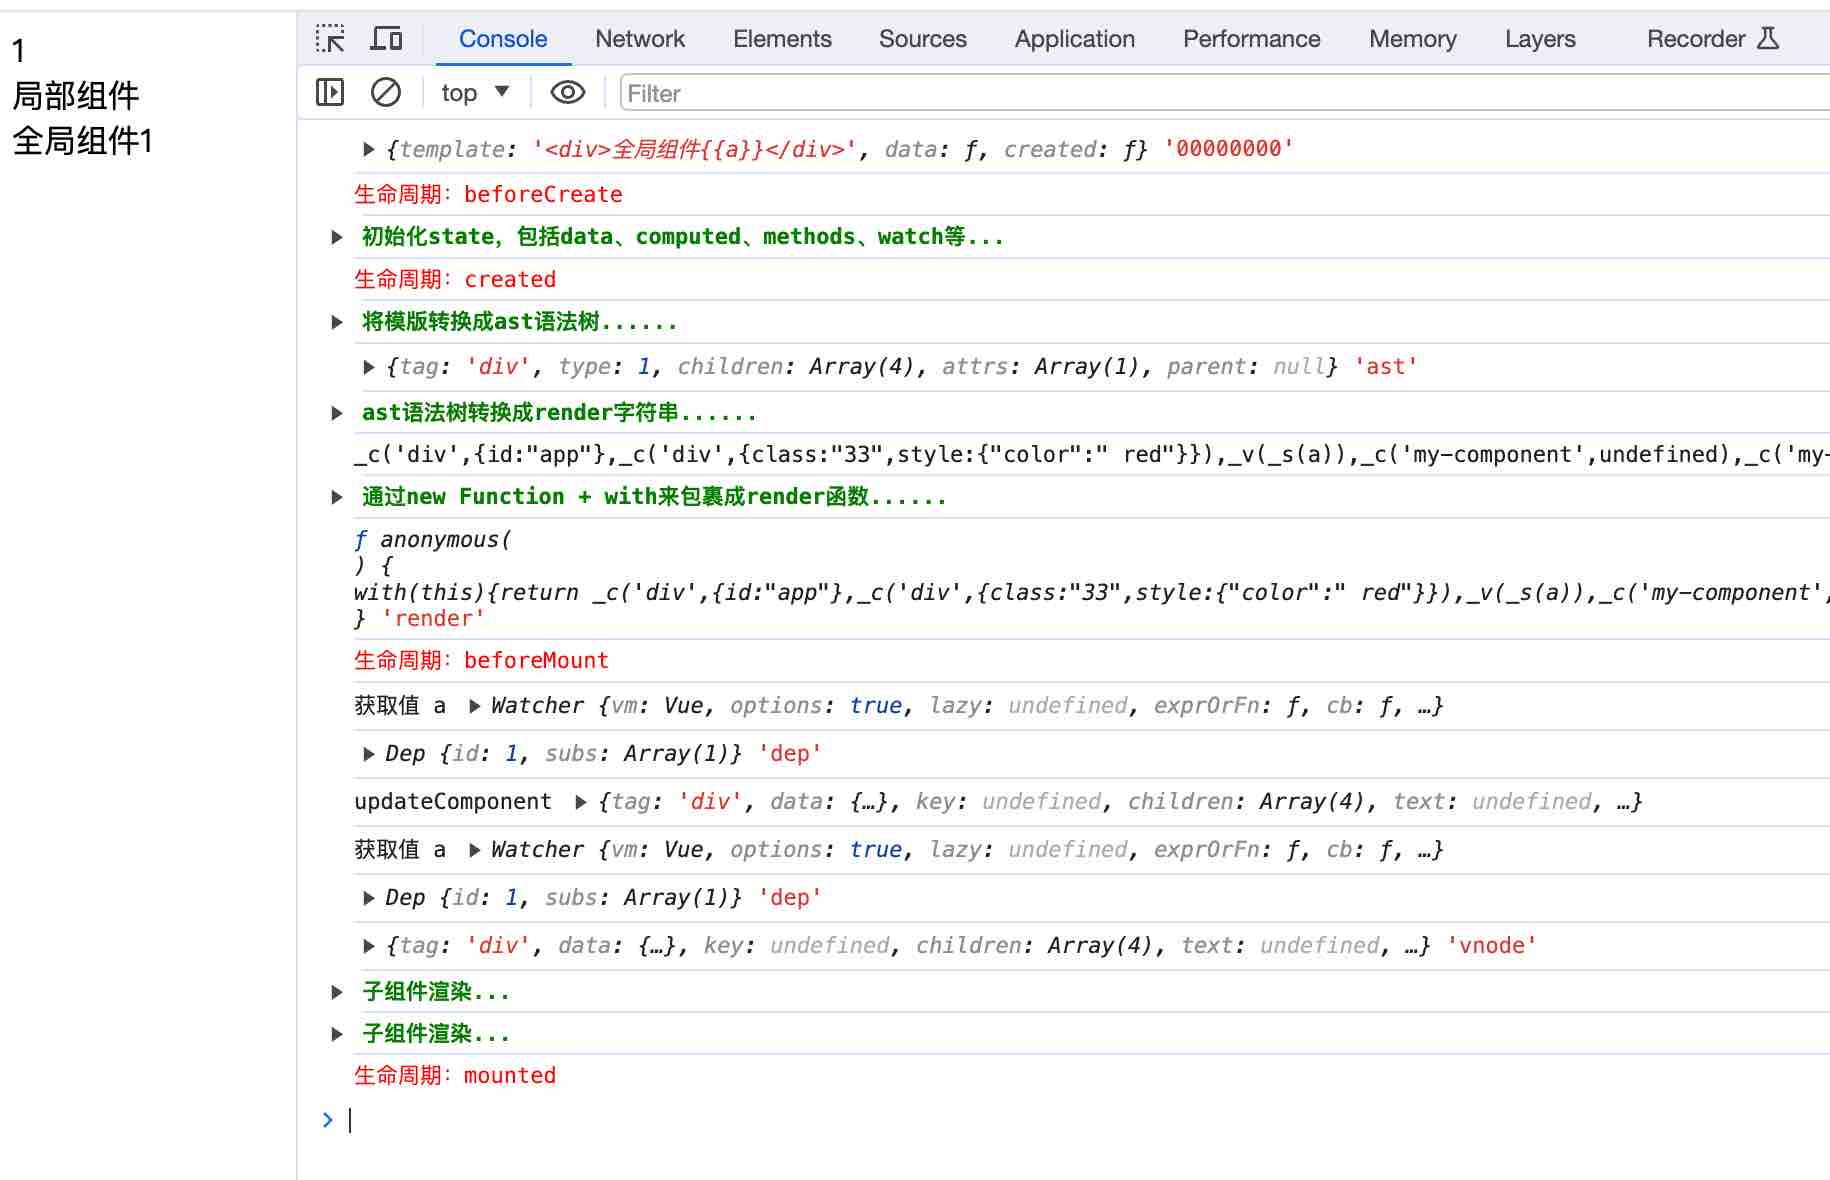 1
局部组件
全局组件1
Console Network Elements Sources Application Performance Memory Layers Recorder
top Filter
{template: '<div>全局组件{{a}}</div>', data: ƒ, created: ƒ} '00000000'
生命周期：beforeCreate
初始化state，包括data、computed、methods、watch等...
生命周期：created
将模版转换成ast语法树......
{tag: 'div', type: 1, children: Array(4), attrs: Array(1), parent: null} 'ast'
ast语法树转换成render字符串......
_c('div',{id:"app"},_c('div',{class:"33",style:{"color":" red"}}),_v(_s(a)),_c('my-component',undefined),_c('my-
通过new Function + with来包裹成render函数......
ƒ anonymous(
) {
with(this){return _c('div',{id:"app"},_c('div',{class:"33",style:{"color":" red"}}),_v(_s(a)),_c('my-component',
} 'render'
生命周期：beforeMount
获取值 a Watcher {vm: Vue, options: true, lazy: undefined, exprOrFn: ƒ, cb: ƒ, …}
Dep {id: 1, subs: Array(1)} 'dep'
updateComponent {tag: 'div', data: {…}, key: undefined, children: Array(4), text: undefined, …}
获取值 a Watcher {vm: Vue, options: true, lazy: undefined, exprOrFn: ƒ, cb: ƒ, …}
Dep {id: 1, subs: Array(1)} 'dep'
{tag: 'div', data: {…}, key: undefined, children: Array(4), text: undefined, …} 'vnode'
子组件渲染...
子组件渲染...
生命周期：mounted